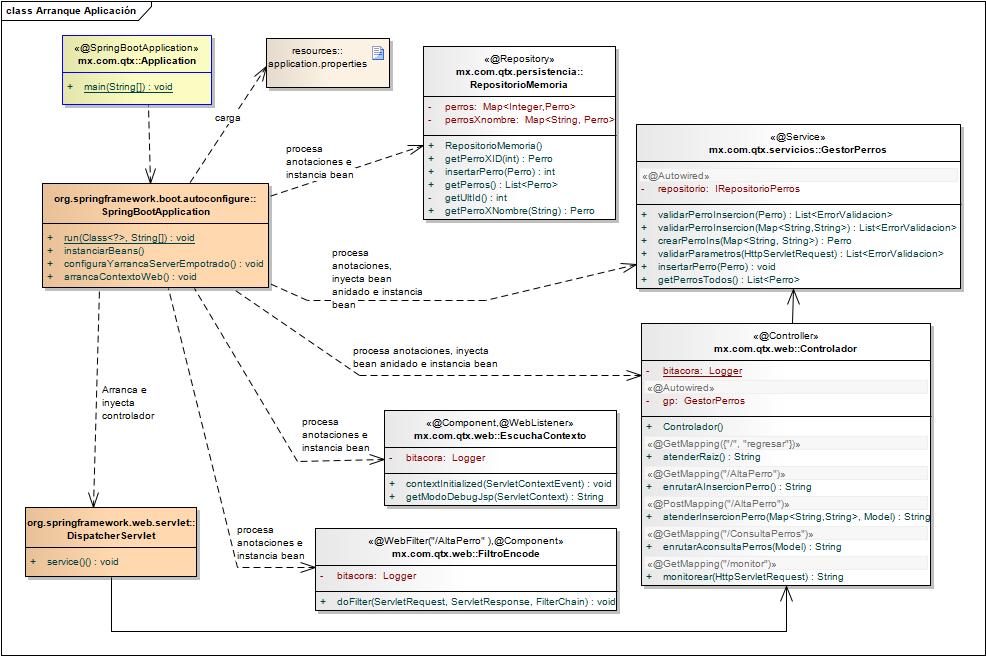 class Arranque Aplicación
«@SpringBootApplication»
mx.com.qtx::Application
+ main(String[]) : void
resources::
application.properties
carga
«@Repository»
mx.com.qtx.persistencia::
RepositorioMemoria
- perros: Map<Integer,Perro>
- perrosXnombre: Map<String, Perro>
+ RepositorioMemoria()
+ getPerroXID(int) : Perro
+ insertarPerro(Perro) : int
+ getPerros() : List<Perro>
- getUltId() : int
+ getPerroXNombre(String) : Perro
procesa
anotaciones e
instancia bean
«@Service»
mx.com.qtx.servicios::GestorPerros
«@Autowired»
- repositorio: IRepositorioPerros
+ validarPerroInsercion(Perro) : List<ErrorValidacion>
+ validarPerroInsercion(Map<String,String>) : List<ErrorValidacion>
+ crearPerroIns(Map<String, String>) : Perro
+ validarParametros(HttpServletRequest) : List<ErrorValidacion>
+ insertarPerro(Perro) : void
+ getPerrosTodos() : List<Perro>
org.springframework.boot.autoconfigure::
SpringBootApplication
+ run(Class<?>, String[]) : void
+ instanciarBeans()
+ configuraYarrancaServerEmpotrado() : void
+ arrancaContextoWeb() : void
procesa
anotaciones,
inyecta bean
anidado e instancia
bean
procesa anotaciones, inyecta
bean anidado e instancia bean
«@Controller»
mx.com.qtx.web::Controlador
- bitacora: Logger
«@Autowired»
- gp: GestorPerros
+ Controlador()
«@GetMapping({"/", "regresar"})»
+ atenderRaiz() : String
«@GetMapping("/AltaPerro")»
+ enrutarAInsercionPerro() : String
«@PostMapping("/AltaPerro")»
+ atenderInsercionPerro(Map<String,String>, Model) : String
«@GetMapping("/ConsultaPerros")»
+ enrutarAconsultaPerros(Model) : String
«@GetMapping("/monitor")»
+ monitorear(HttpServletRequest) : String
Arranca e
inyecta
controlador
procesa
anotaciones e
instancia bean
«@Component,@WebListener»
mx.com.qtx.web::EscuchaContexto
- bitacora: Logger
+ contextInitialized(ServletContextEvent) : void
+ getModoDebugJsp(ServletContext) : String
org.springframework.web.servlet::
DispatcherServlet
+ service()() : void
procesa
anotaciones e
instancia bean
«@WebFilter("/AltaPerro" ),@Component»
mx.com.qtx.web::FiltroEncode
- bitacora: Logger
+ doFilter(ServletRequest, ServletResponse, FilterChain) : void